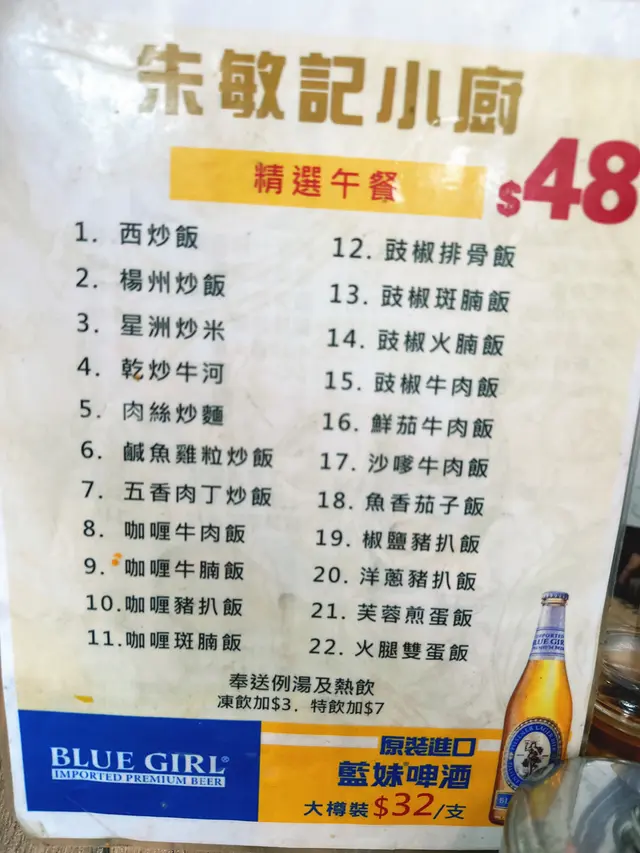 朱敏記小廚
精選午餐
$48
1. 西炒飯
2. 楊州炒飯
3. 星洲炒米
4. 乾炒牛河
5. 肉絲炒麵
6. 鹹魚雞粒炒飯
7. 五香肉丁炒飯
8. 咖喱牛肉飯
9. 咖喱牛腩飯
10.咖喱豬扒飯
11.咖喱斑腩飯
12. 豉椒排骨飯
13. 豉椒斑腩飯
14. 豉椒火腩飯
15. 豉椒牛肉飯
16. 鮮茄牛肉飯
17. 沙嗲牛肉飯
18. 魚香茄子飯
19. 椒鹽豬扒飯
20. 洋蔥豬扒飯
21. 芙蓉煎蛋飯
22. 火腿雙蛋飯
奉送例湯及熱飲
凍飲加$3．特飲加$7
BLUE GIRL®
IMPORTED PREMIUM BEER
原裝進口
藍妹啤酒
大樽裝 $32/支